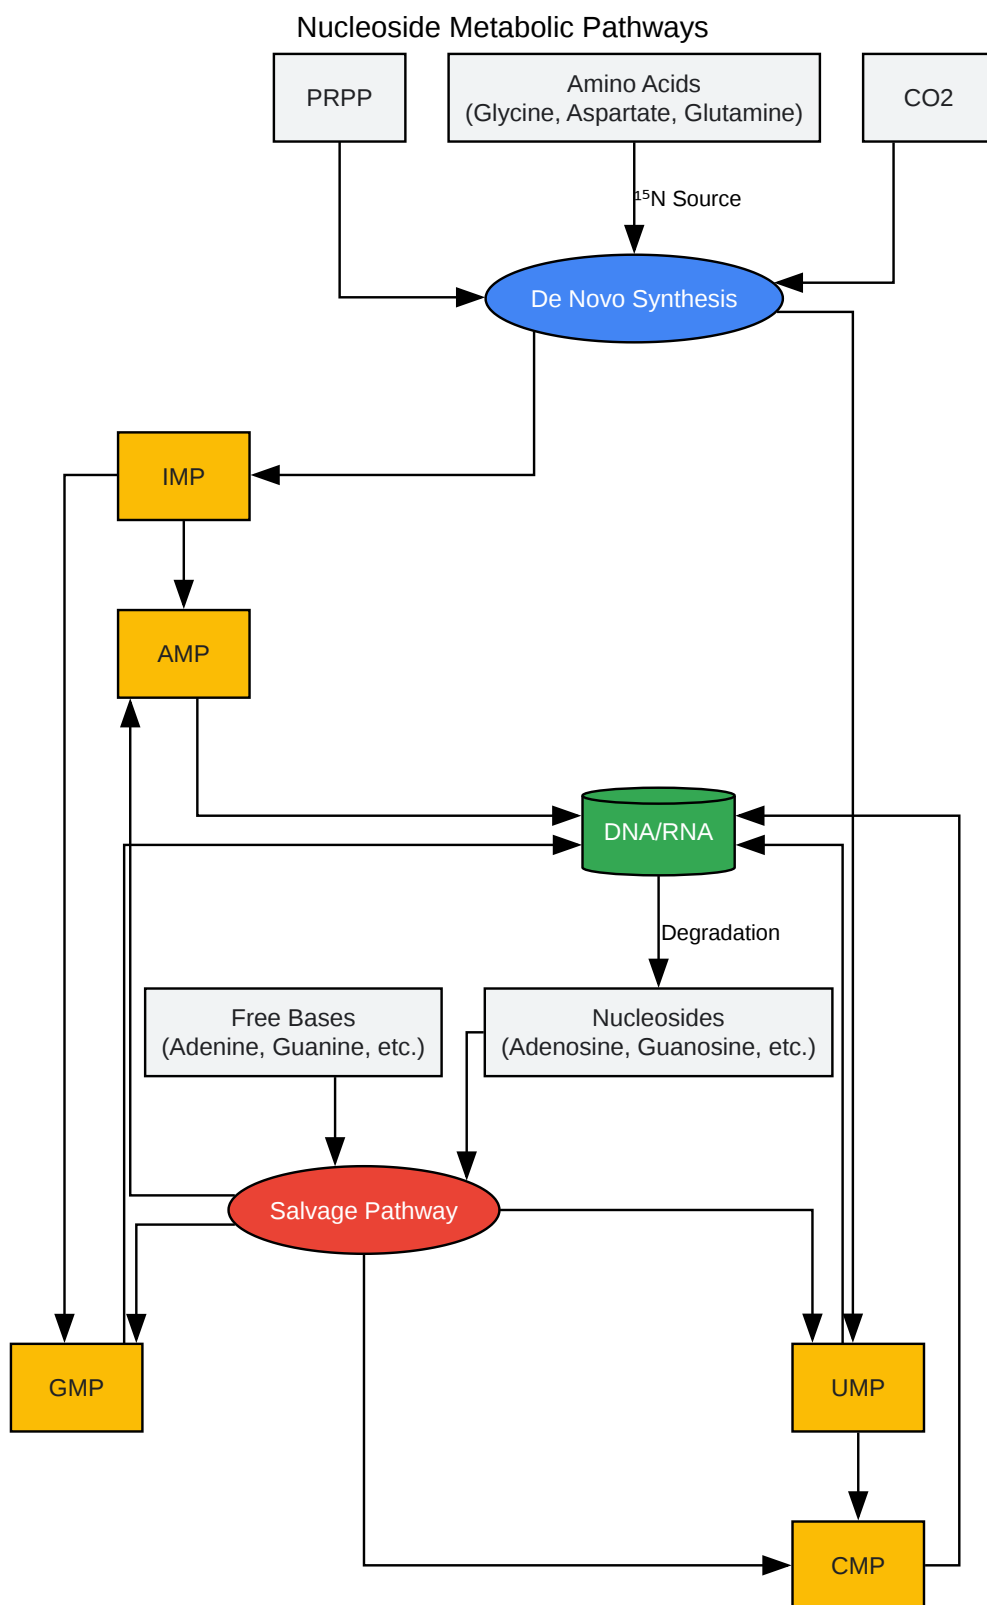 Nucleoside Metabolic Pathways
PRPP
Amino Acids
(Glycine, Aspartate, Glutamine)
CO2
¹⁵N Source
De Novo Synthesis
IMP
AMP
DNA/RNA
Degradation
Free Bases
(Adenine, Guanine, etc.)
Nucleosides
(Adenosine, Guanosine, etc.)
Salvage Pathway
GMP
UMP
CMP